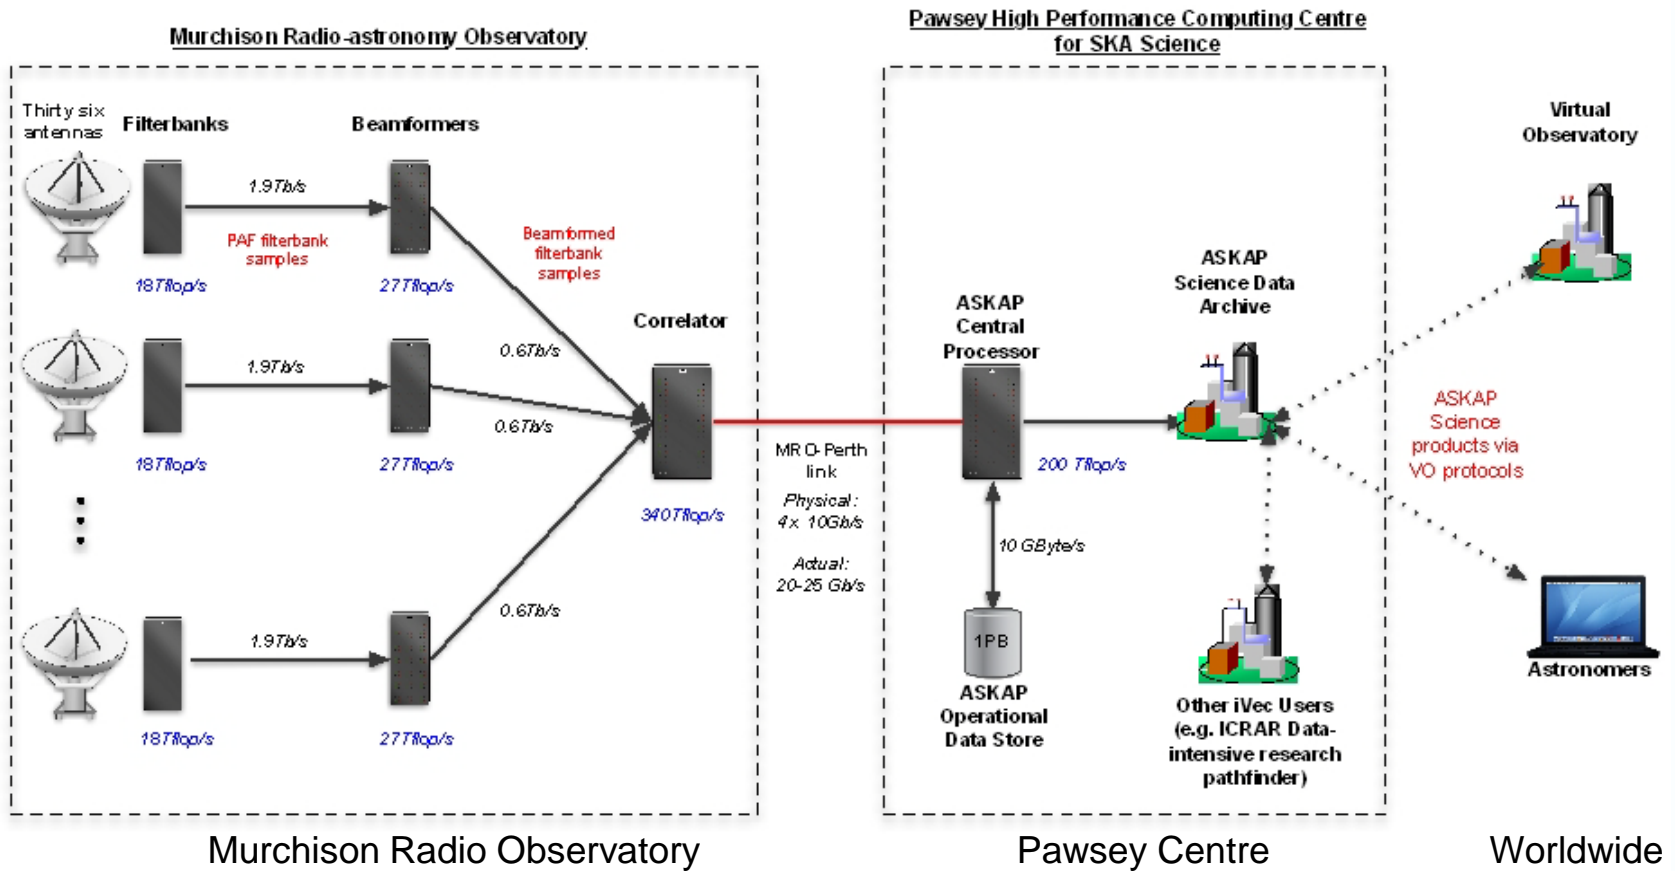 Murchison Radio-astronomy Observatory
Pawsey High Performance Computing Centre
for SKA Science
Thirty six
antennas
Filterbanks
Beamformers
1.9Tb/s
PAF filterbank
samples
18Tflop/s
27Tflop/s
Beamformed
filterbank
samples
1.9Tb/s
18Tflop/s
27Tflop/s
0.6Tb/s
0.6Tb/s
Correlator
340Tflop/s
1.9Tb/s
18Tflop/s
27Tflop/s
0.6Tb/s
MRO-Perth
link
Physical:
4x 10Gb/s
Actual:
20-25 Gb/s
ASKAP
Central
Processor
200 Tflop/s
10 GByte/s
1PB
ASKAP
Operational
Data Store
ASKAP
Science Data
Archive
Other iVec Users
(e.g. ICRAR Data-
intensive research
pathfinder)
Virtual
Observatory
ASKAP
Science
products via
VO protocols
Astronomers
Murchison Radio Observatory
Pawsey Centre
Worldwide